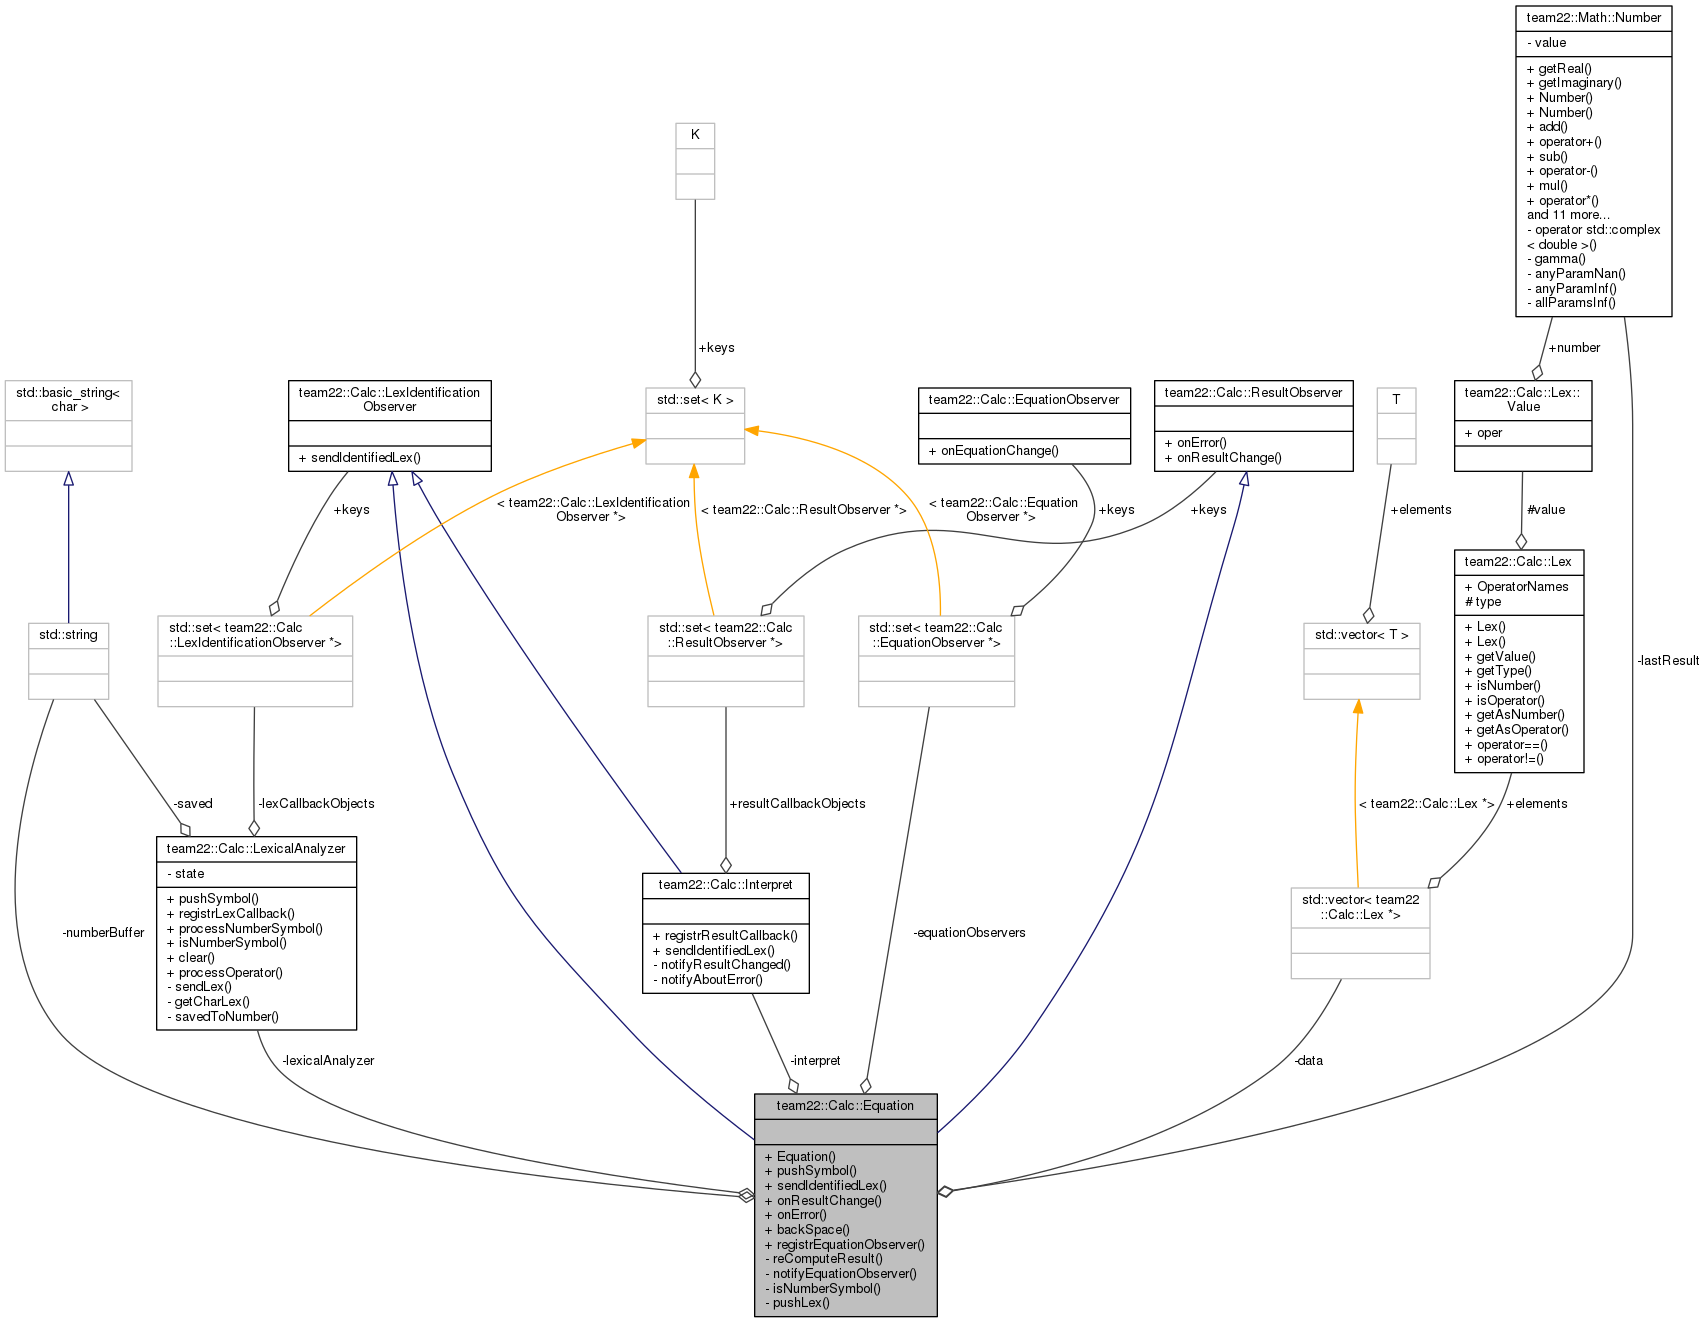 team22::Math::Number
- value
+ getReal()
+ getImaginary()
+ Number()
+ Number()
+ add()
+ operator+()
+ sub()
+ operator-()
+ mul()
+ operator*()
and 11 more...
- operator std::complex
< double >()
- gamma()
- anyParamNan()
- anyParamInf()
- allParamsInf()
K
+keys
+number
std::basic_string<
char >
team22::Calc::LexIdentification
Observer
+ sendIdentifiedLex()
std::set< K >
team22::Calc::EquationObserver
+ onEquationChange()
team22::Calc::ResultObserver
+ onError()
+ onResultChange()
T
team22::Calc::Lex::
Value
+ oper
+keys
< team22::Calc::LexIdentification
Observer *>
< team22::Calc::ResultObserver *>
< team22::Calc::Equation
Observer *>
+keys
+keys
+elements
#value
std::string
std::set< team22::Calc
::LexIdentificationObserver *>
std::set< team22::Calc
::ResultObserver *>
std::set< team22::Calc
::EquationObserver *>
std::vector< T >
team22::Calc::Lex
+ OperatorNames
# type
+ Lex()
+ Lex()
+ getValue()
+ getType()
+ isNumber()
+ isOperator()
+ getAsNumber()
+ getAsOperator()
+ operator==()
+ operator!=()
-lastResult
-saved
-lexCallbackObjects
+resultCallbackObjects
< team22::Calc::Lex *>
+elements
team22::Calc::LexicalAnalyzer
- state
+ pushSymbol()
+ registrLexCallback()
+ processNumberSymbol()
+ isNumberSymbol()
+ clear()
+ processOperator()
- sendLex()
- getCharLex()
- savedToNumber()
team22::Calc::Interpret
+ registrResultCallback()
+ sendIdentifiedLex()
- notifyResultChanged()
- notifyAboutError()
std::vector< team22
::Calc::Lex *>
-numberBuffer
-equationObservers
-lexicalAnalyzer
-interpret
-data
team22::Calc::Equation
+ Equation()
+ pushSymbol()
+ sendIdentifiedLex()
+ onResultChange()
+ onError()
+ backSpace()
+ registrEquationObserver()
- reComputeResult()
- notifyEquationObserver()
- isNumberSymbol()
- pushLex()